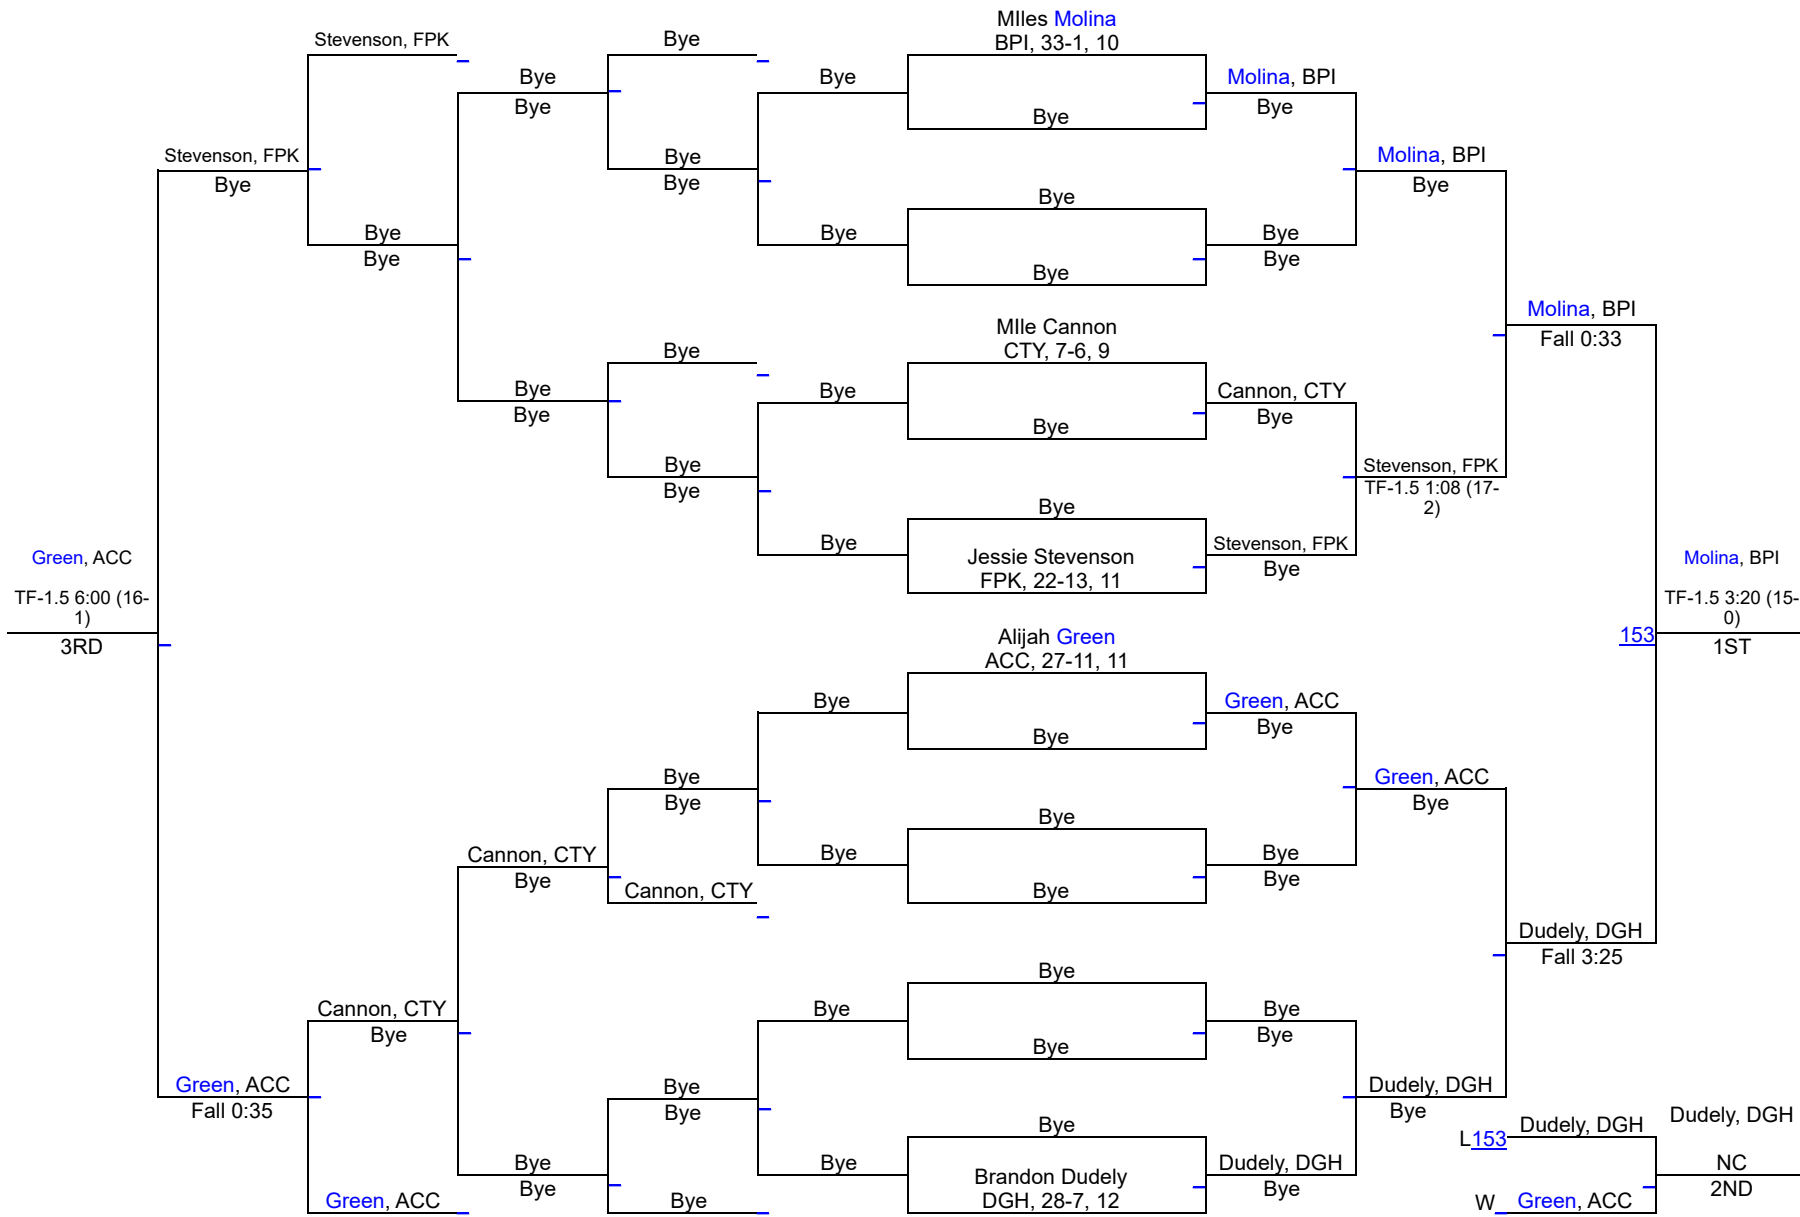 MIles Molina
BPI, 33-1, 10
Stevenson, FPK
Bye
Bye
Bye
Bye
Bye
Bye
Molina, BPI
Bye
Stevenson, FPK
Bye
Bye
Bye
Molina, BPI
Bye
Bye
Bye
Bye
Bye
Bye
Bye
Bye
Molina, BPI
Fall 0:33
MIle Cannon
CTY, 7-6, 9
Bye
Bye
Bye
Bye
Cannon, CTY
Bye
Bye
Bye
Bye
Stevenson, FPK
TF-1.5 1:08 (17-
2)
Bye
Bye
Jessie Stevenson
FPK, 22-13, 11
Stevenson, FPK
Bye
Green, ACC
TF-1.5 6:00 (16-
1)
3RD
Molina, BPI
TF-1.5 3:20 (15-
0)
153
1ST
Alijah Green
ACC, 27-11, 11
Bye
Bye
Green, ACC
Bye
Bye
Bye
Green, ACC
Bye
Cannon, CTY
Bye
Cannon, CTY
Bye
Bye
Bye
Bye
Bye
Dudely, DGH
Fall 3:25
Cannon, CTY
Bye
Bye
Bye
Bye
Bye
Bye
Green, ACC
Fall 0:35
Bye
Bye
Dudely, DGH
Bye
Bye
Bye
Bye
Bye
Brandon Dudely
DGH, 28-7, 12
Dudely, DGH
Bye
Green, ACC
Bye
L153
Dudely, DGH
Dudely, DGH
NC
2ND
W
Green, ACC